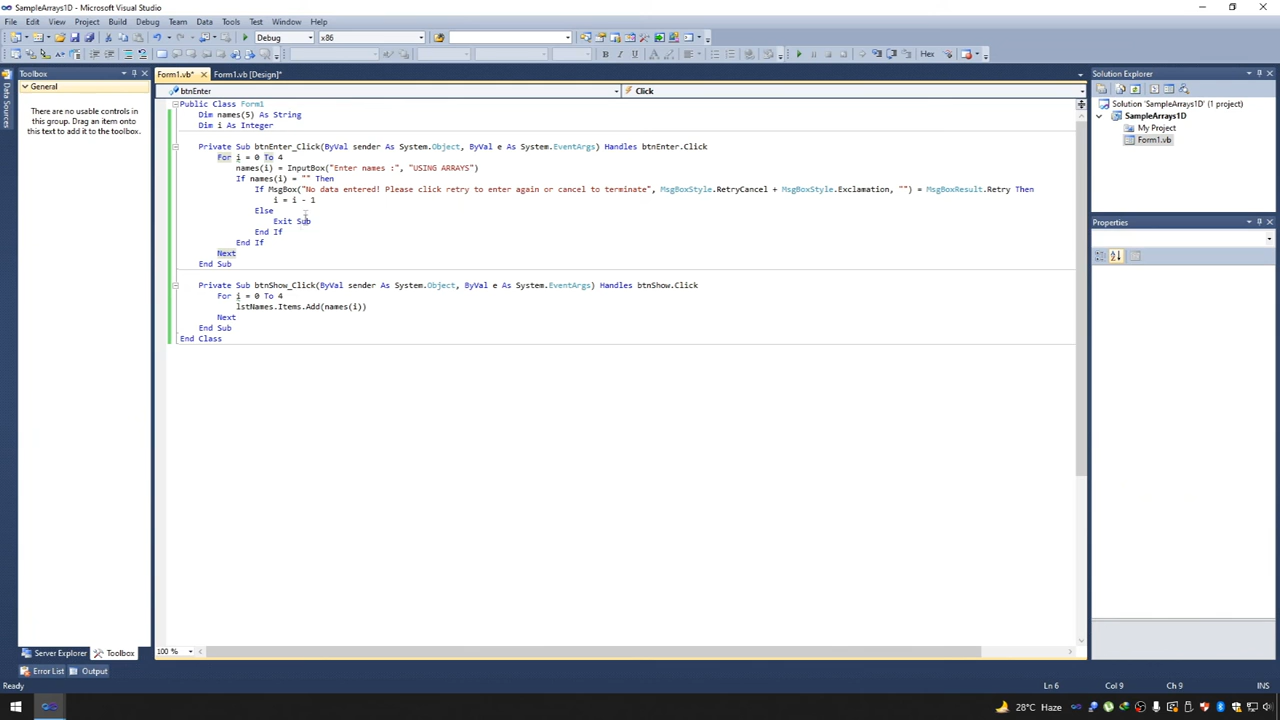 SampleArrays1D - Microsoft Visual Studio
File Edit View Project Build Debug Team Data Tools Test Window Help
Debug x86
Hex
Toolbox
Form1.vb* Form1.vb [Design]*
Solution Explorer
General
btnEnter Click
There are no usable controls in this group. Drag an item onto this text to add it to the toolbox.
Data Sources
Public Class Form1
Dim names(5) As String
Dim i As Integer
Private Sub btnEnter_Click(ByVal sender As System.Object, ByVal e As System.EventArgs) Handles btnEnter.Click
For i = 0 To 4
names(i) = InputBox("Enter names :", "USING ARRAYS")
If names(i) = "" Then
If MsgBox("No data entered! Please click retry to enter again or cancel to terminate", MsgBoxStyle.RetryCancel + MsgBoxStyle.Exclamation, "") = MsgBoxResult.Retry Then
i = i - 1
Else
Exit Sub
End If
End If
Next
End Sub
Private Sub btnShow_Click(ByVal sender As System.Object, ByVal e As System.EventArgs) Handles btnShow.Click
For i = 0 To 4
lstNames.Items.Add(names(i))
Next
End Sub
End Class
Solution 'SampleArrays1D' (1 project)
SampleArrays1D
My Project
Form1.vb
Properties
100 %
Server Explorer Toolbox
Error List Output
Ready Ln 6 Col 9 Ch 9 INS
28°C Haze